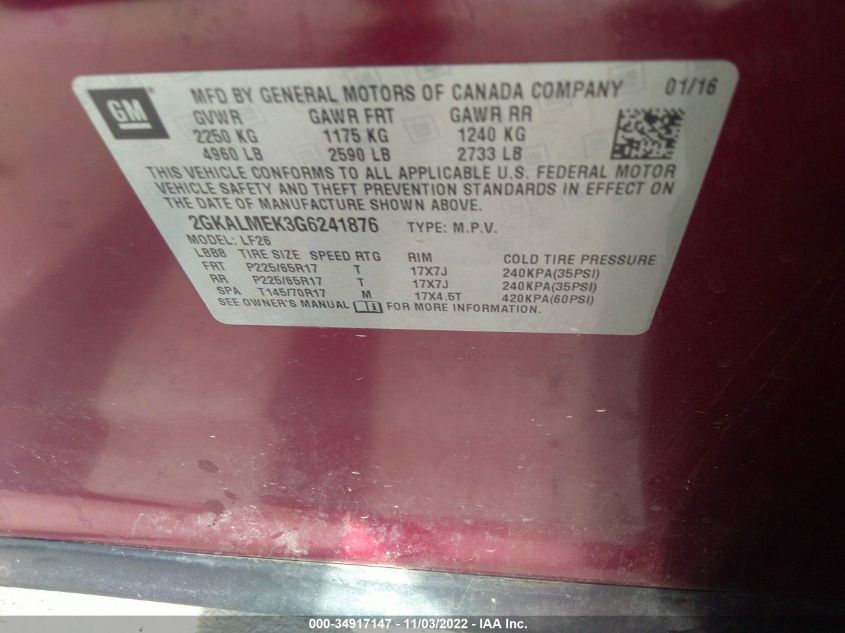 GM
MFD BY GENERAL MOTORS OF CANADA COMPANY 01/16
GVWR GAWR FRT GAWR RR
2250 KG 1175 KG 1240 KG
4960 LB 2590 LB 2733 LB
THIS VEHICLE CONFORMS TO ALL APPLICABLE U.S. FEDERAL MOTOR
VEHICLE SAFETY AND THEFT PREVENTION STANDARDS IN EFFECT ON
THE DATE OF MANUFACTURE SHOWN ABOVE.
2GKALMEK3G6241876 TYPE: M.P.V.
MODEL: LF26
LBB8 TIRE SIZE SPEED RTG RIM COLD TIRE PRESSURE
FRT P225/65R17 T 17X7J 240KPA(35PSI)
RR P225/65R17 T 17X7J 240KPA(35PSI)
SPA T145/70R17 M 17X4.5T 420KPA(60PSI)
SEE OWNER'S MANUAL FOR MORE INFORMATION.
000-34917147 - 11/03/2022 - IAA Inc.